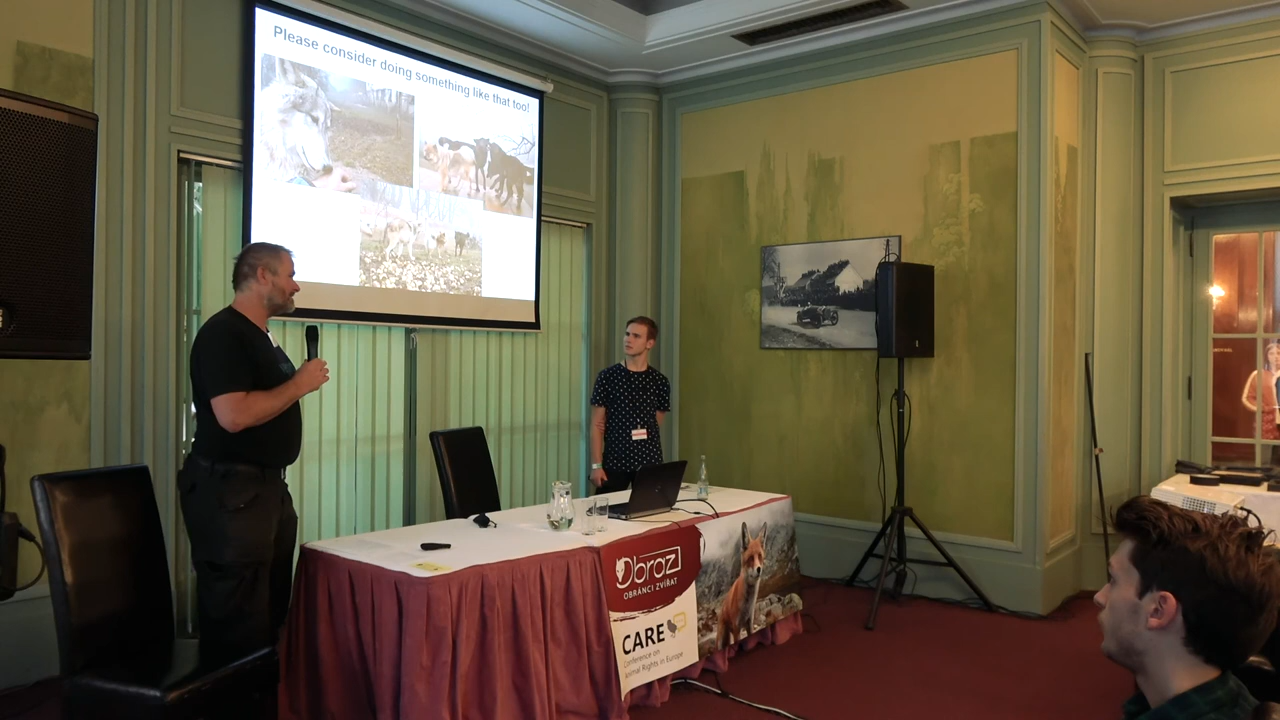 Please consider doing something like that too!
Obraz
OBRÁNCI ZVÍŘAT
CARE
Conference on
Animal Rights in Europe